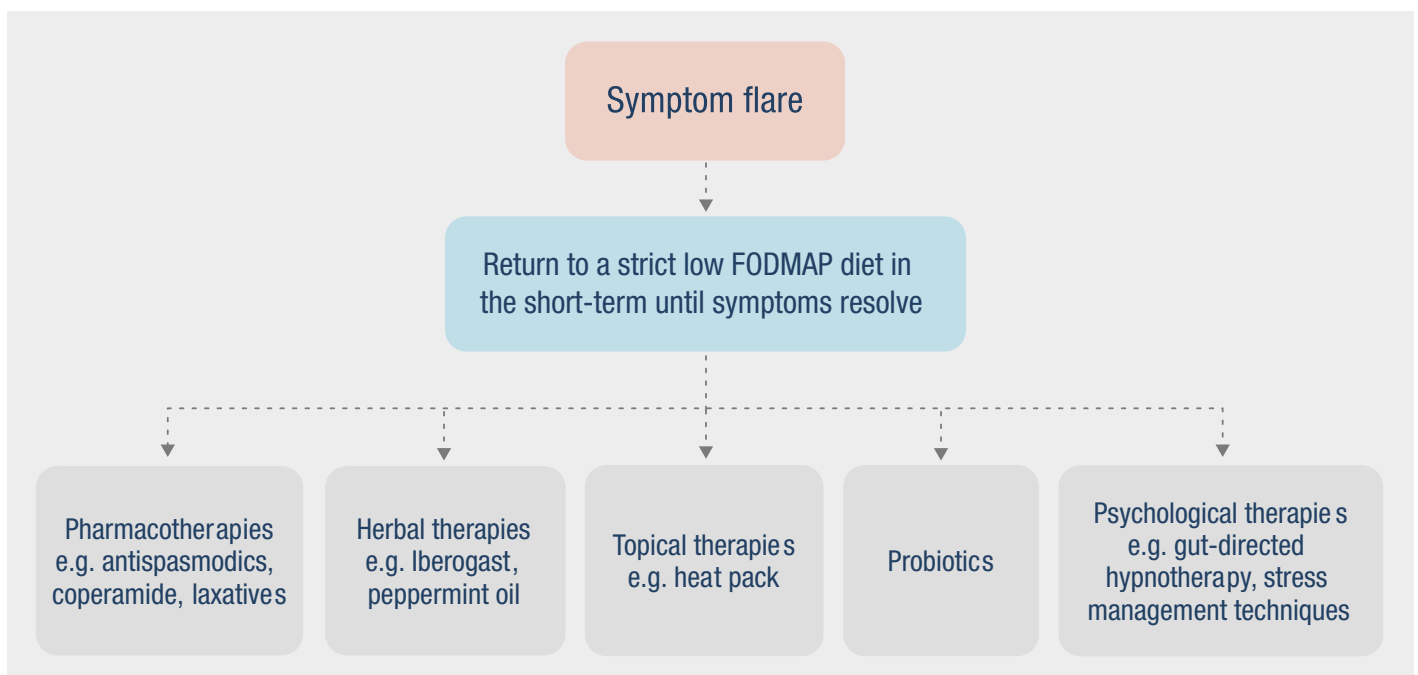 Symptom flare
Return to a strict low FODMAP diet in
the short-term until symptoms resolve
Pharmacotherapies
e.g. antispasmodics,
coperamide, laxatives
Herbal therapies
e.g. Iberogast,
peppermint oil
Topical therapies
e.g. heat pack
Probiotics
Psychological therapies
e.g. gut-directed
hypnotherapy, stress
management techniques